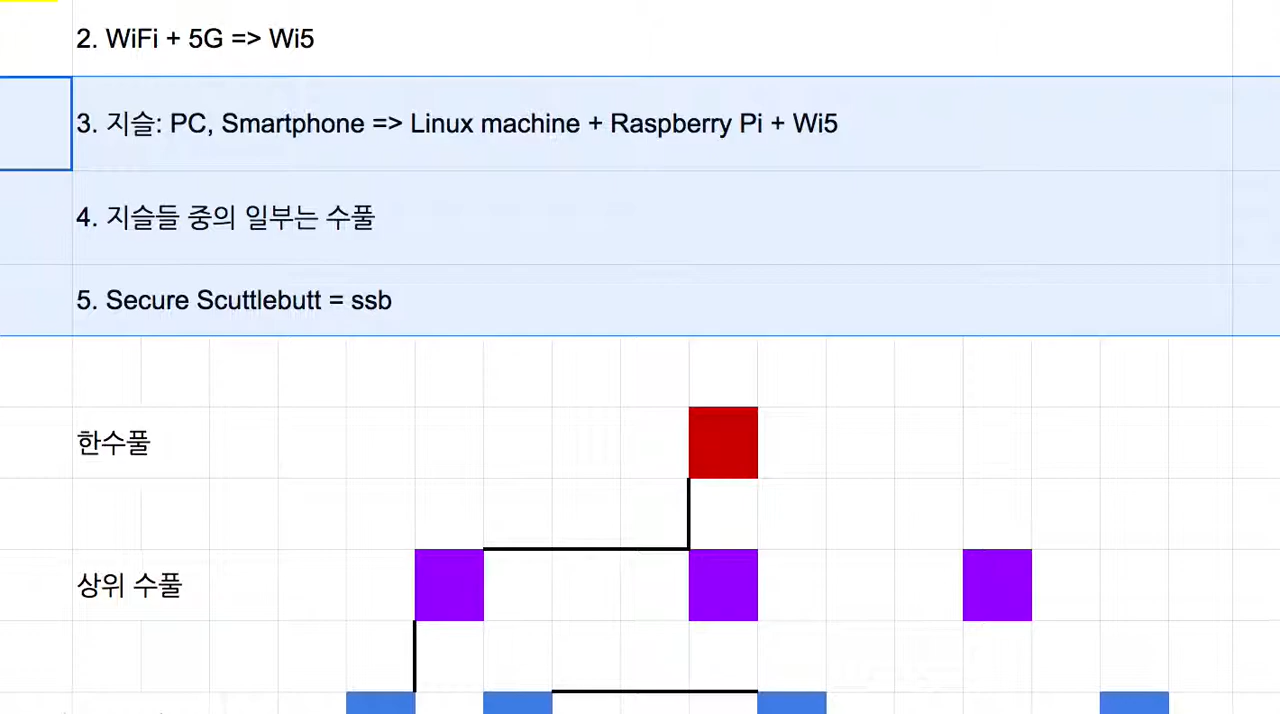 2. WiFi + 5G => Wi5
3. 지슬: PC, Smartphone => Linux machine + Raspberry Pi + Wi5
4. 지슬들 중의 일부는 수풀
5. Secure Scuttlebutt = ssb
한수풀
상위 수풀